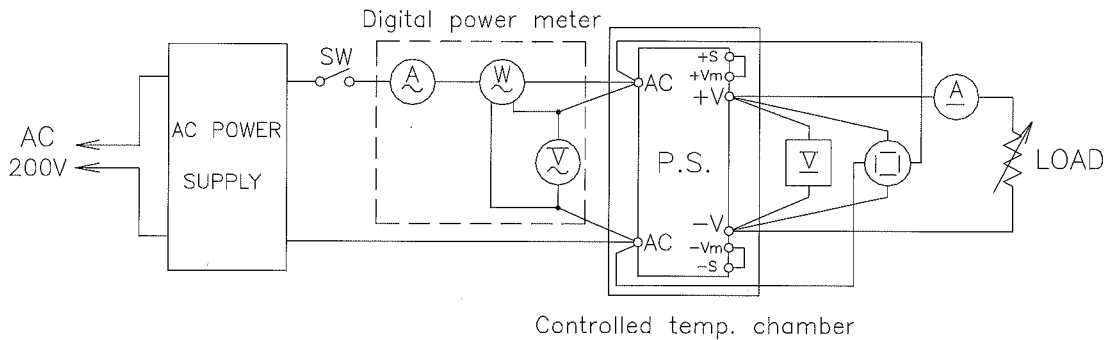 Digital power meter
SW
A
W
V
AC
200V
AC POWER
SUPPLY
AC
AC
P.S.
+S
+Vm
+V
-V
-Vm
-S
V
A
LOAD
Controlled temp. chamber